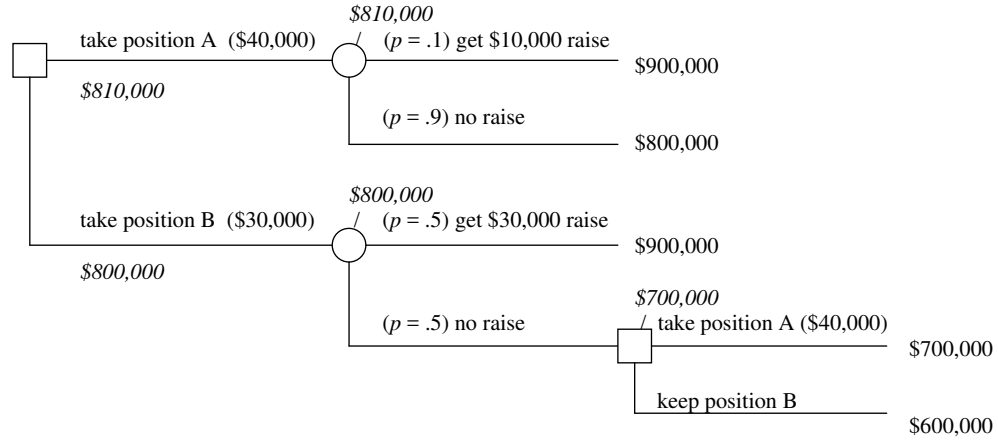 $810,000
take position A ($40,000)
(p = .1) get $10,000 raise
$900,000
$810,000
(p = .9) no raise
$800,000
$800,000
take position B ($30,000)
(p = .5) get $30,000 raise
$900,000
$800,000
$700,000
(p = .5) no raise
take position A ($40,000)
$700,000
keep position B
$600,000